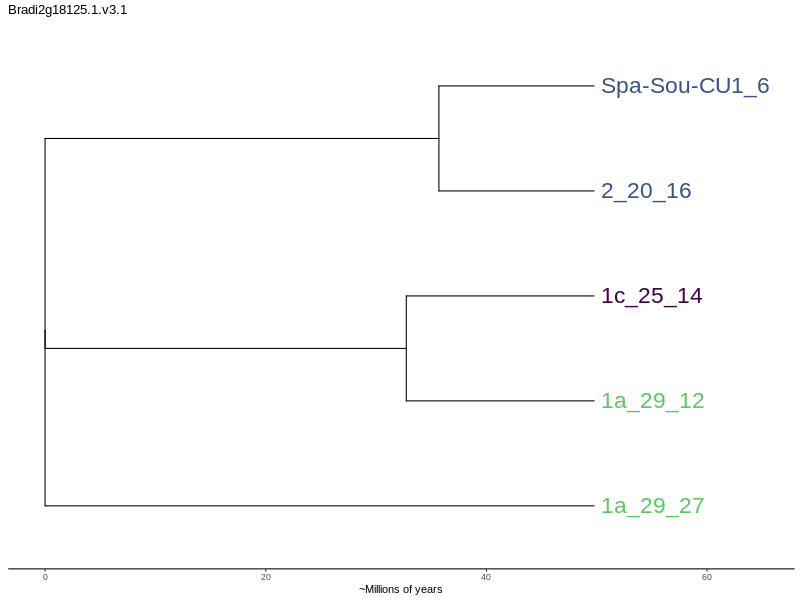 Bradi2g18125.1.v3.1
Spa-Sou-CU1_6
2_20_16
1c_25_14
1a_29_12
1a_29_27
0 20 40 60
~Millions of years